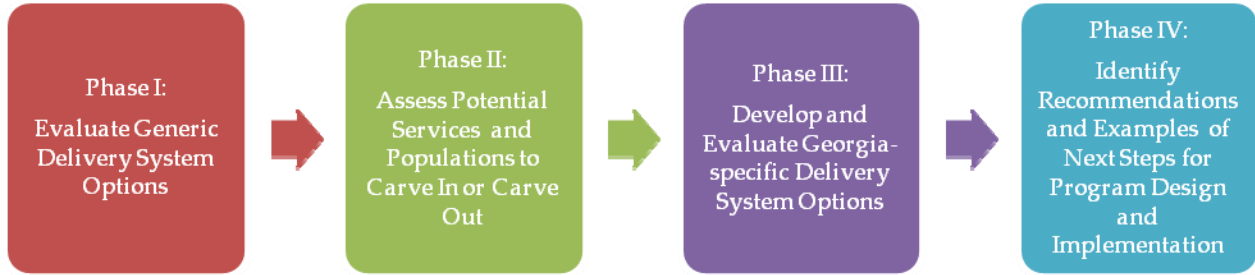 Phase I:
Evaluate Generic
Delivery System
Options
Phase II:
Assess Potential
Services and
Populations to
Carve In or Carve
Out
Phase III:
Develop and
Evaluate Georgia-
specific Delivery
System Options
Phase IV:
Identify
Recommendations
and Examples of
Next Steps for
Program Design
and
Implementation